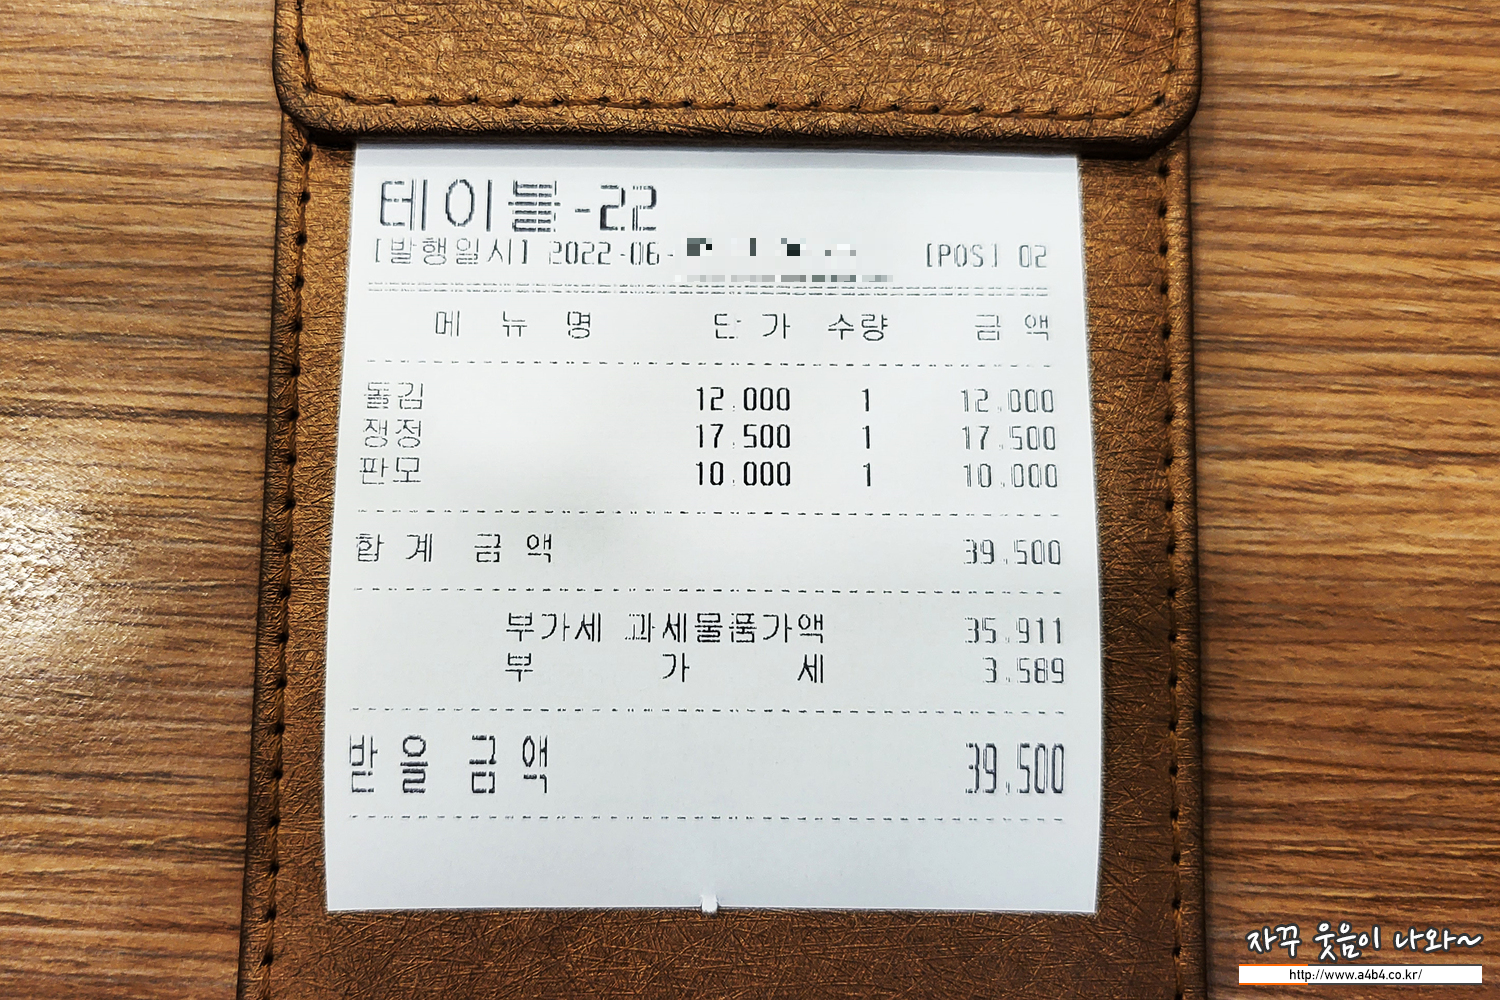 테이블-22
[발행일시] 2022-06- [POS] 02
메 뉴 명 단 가 수량 금 액
돌김 12,000 1 12,000
쟁정 17,500 1 17,500
판모 10,000 1 10,000
합 계 금 액 39,500
부가세 과세물품가액 35,911
부 가 세 3,589
받 을 금 액 39,500
자꾸 웃음이 나와~
http://www.a4b4.co.kr/